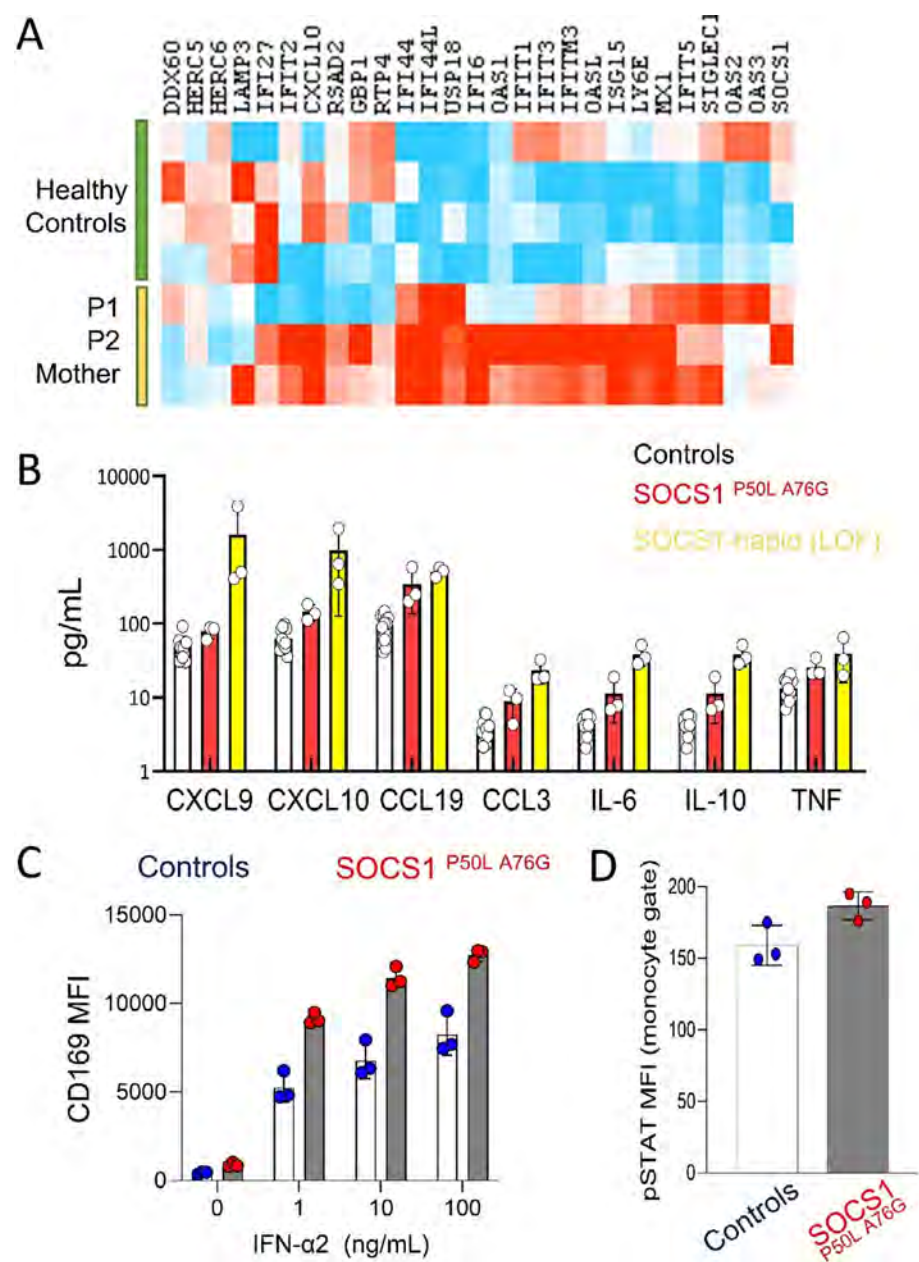 A
DDX60 HERC5 HERC6 LAMP3 IFI27 IFIT2 CXCL10 RSAD2 GBP1 RTP4 IFI44 IFI44L USP18 IFI6 OAS1 IFIT1 IFIT3 IFITM3 OASL ISG15 LY6E MX1 IFIT5 SIGLEC1 OAS2 OAS3 SOCS1
Healthy
Controls
P1
P2
Mother
B
Controls
SOCS1 P50L A76G
(LOF)
pg/mL
10000
1000
100
10
1
CXCL9 CXCL10 CCL19 CCL3 IL-6 IL-10 TNF
C
Controls SOCS1 P50L A76G
CD169 MFI
15000
10000
5000
0
0 1 10 100
IFN-α2 (ng/mL)
D
pSTAT MFI (monocyte gate)
200
150
100
50
0
Controls
SOCS1
P50L A76G